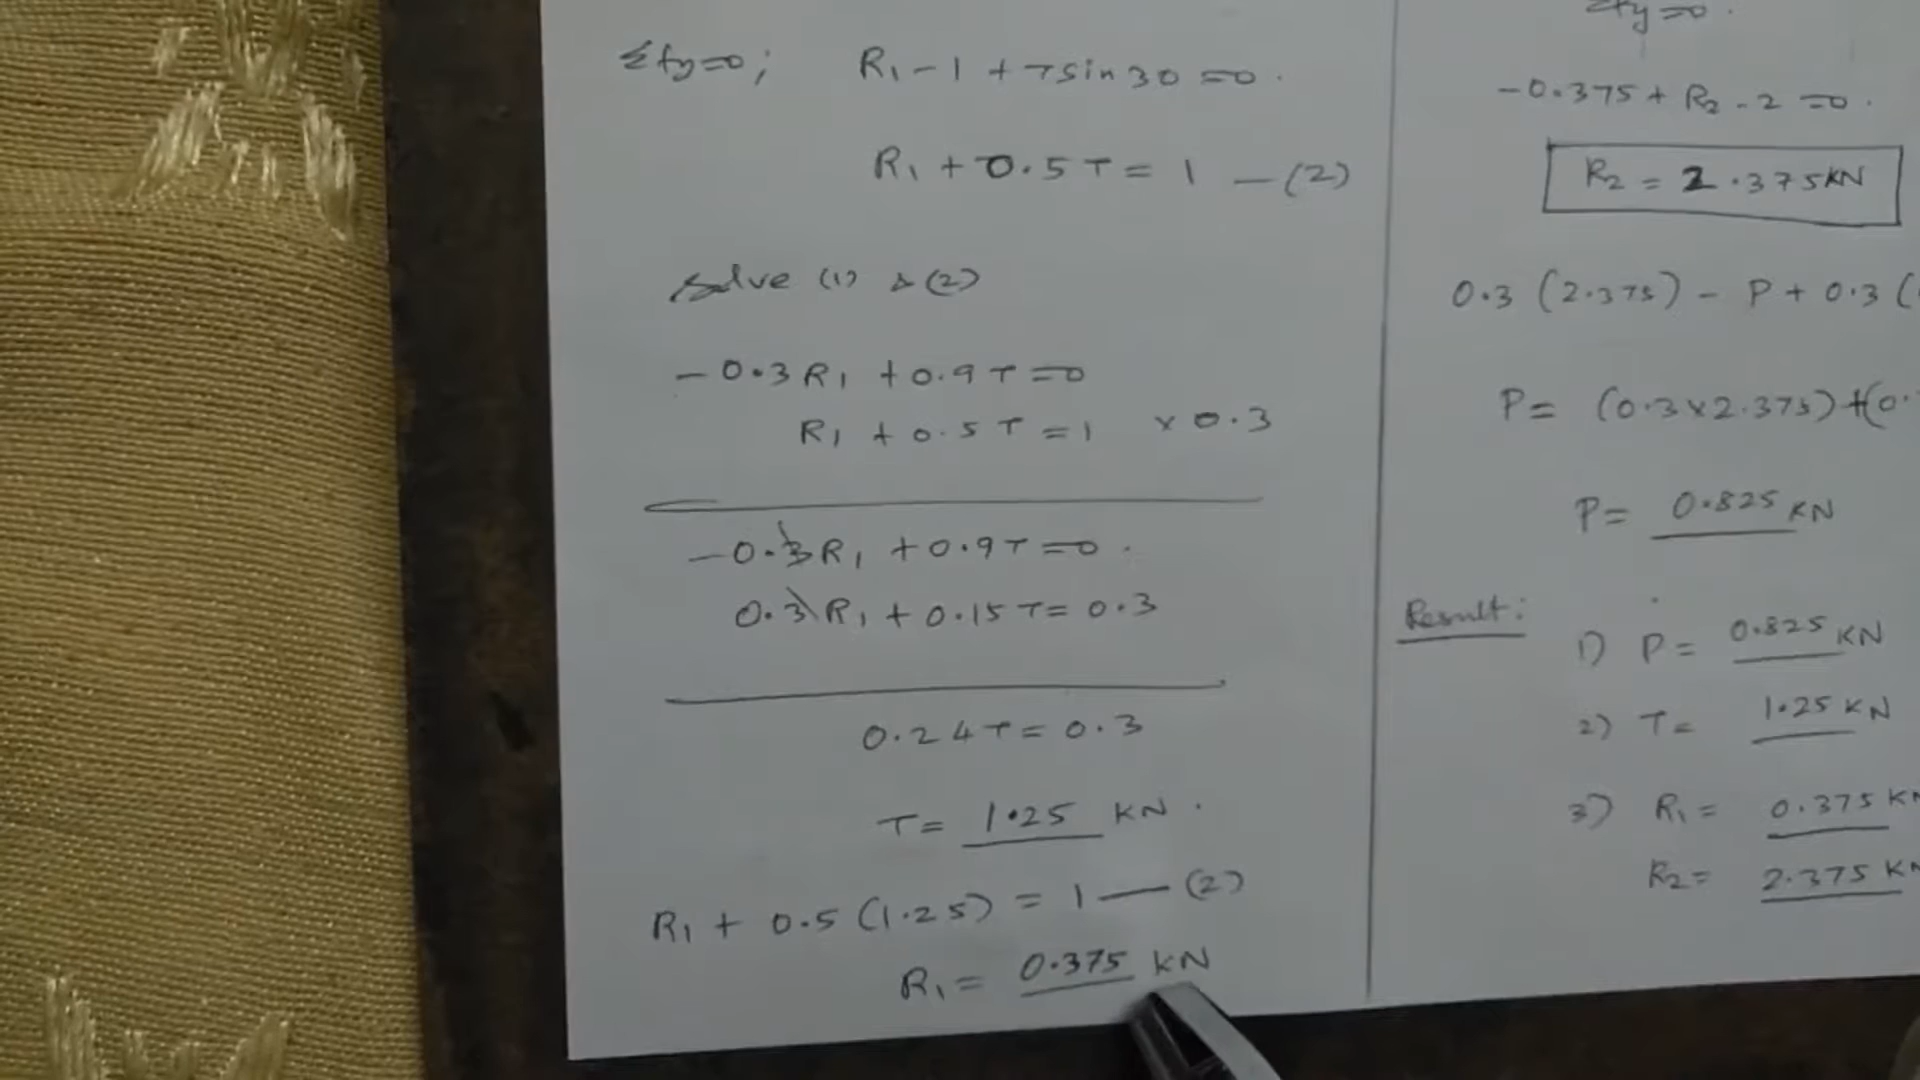 Σfy=0; R₁ - 1 + T sin 30 = 0.
R₁ + 0.5 T = 1 — (2)
solve (1) & (2)
- 0.3 R₁ + 0.9 T = 0
R₁ + 0.5 T = 1 × 0.3
- 0.3 R₁ + 0.9 T = 0.
0.3 R₁ + 0.15 T = 0.3
0.24 T = 0.3
T = 1.25 KN.
R₁ + 0.5 (1.25) = 1 — (2)
R₁ = 0.375 KN
Σfy=0.
-0.375 + R₂ - 2 = 0.
R₂ = 2.375 KN
0.3 (2.375) - P + 0.3 (
P = (0.3 × 2.375) + (0.
P = 0.825 KN
Result:
1) P = 0.825 KN
2) T = 1.25 KN
3) R₁ = 0.375 KN
R₂ = 2.375 KN